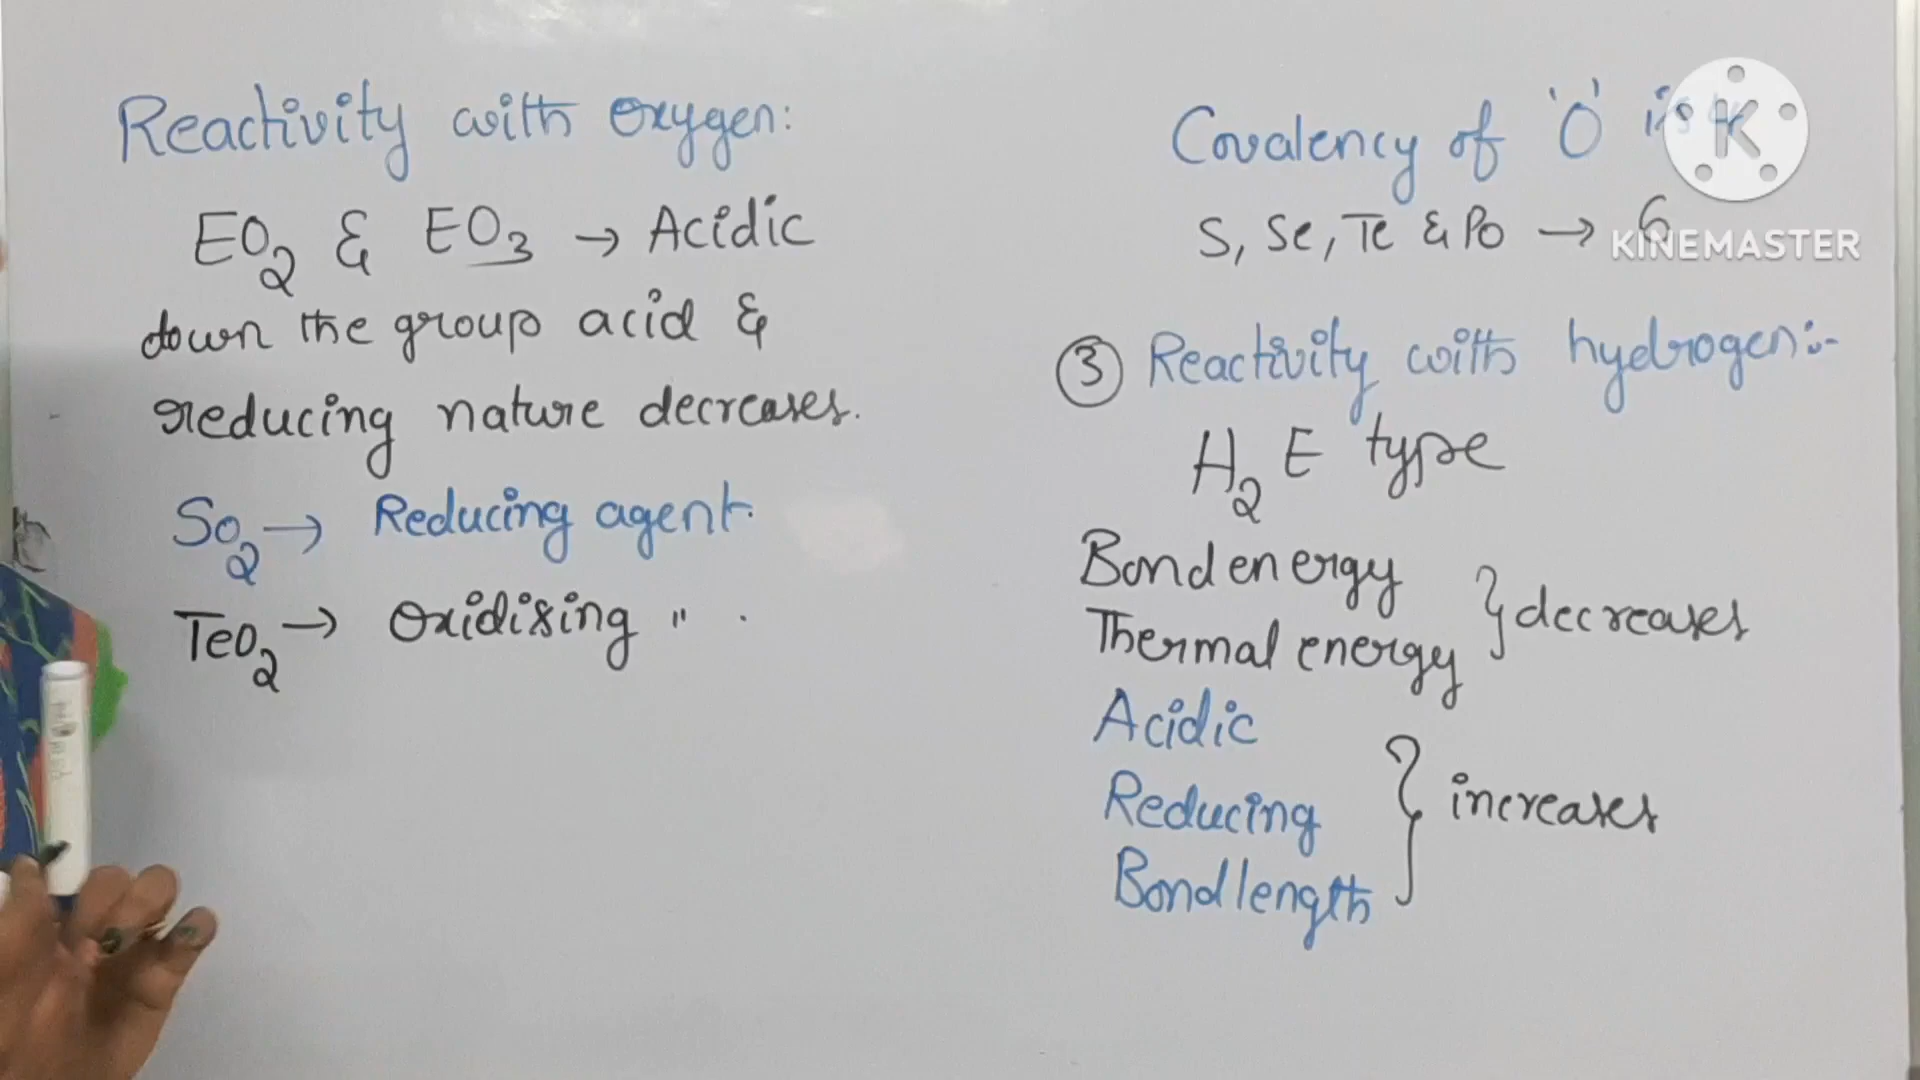 Reactivity with oxygen:
EO2 & EO3 → Acidic
down the group acid &
reducing nature decreases.
SO2 → Reducing agent.
TeO2 → Oxidising " .
Covalency of 'O' is 4
S, Se, Te & Po → 6
③ Reactivity with hydrogen:-
H2E type
Bond energy
Thermal energy
} decreases
Acidic
Reducing
Bond length
} increases
K
KINEMASTER